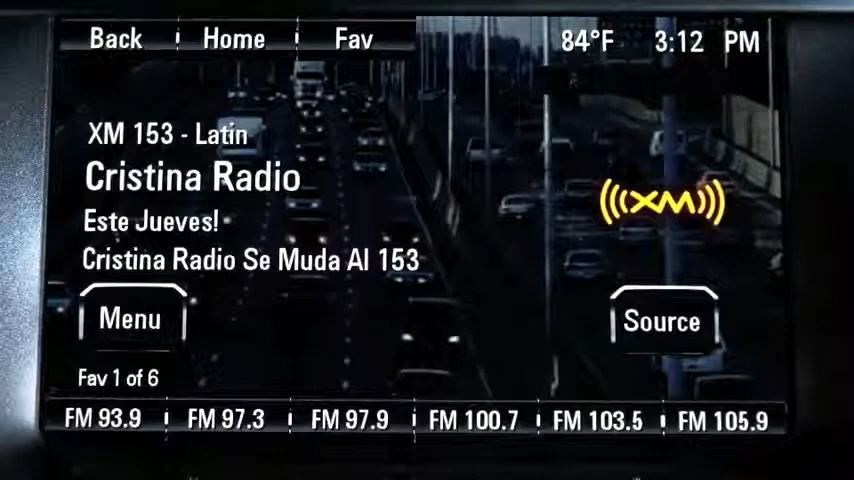 Back Home Fav 84°F 3:12 PM
XM 153 - Latin
Cristina Radio
Este Jueves!
Cristina Radio Se Muda Al 153
((( XM )))
Menu
Source
Fav 1 of 6
FM 93.9 FM 97.3 FM 97.9 FM 100.7 FM 103.5 FM 105.9